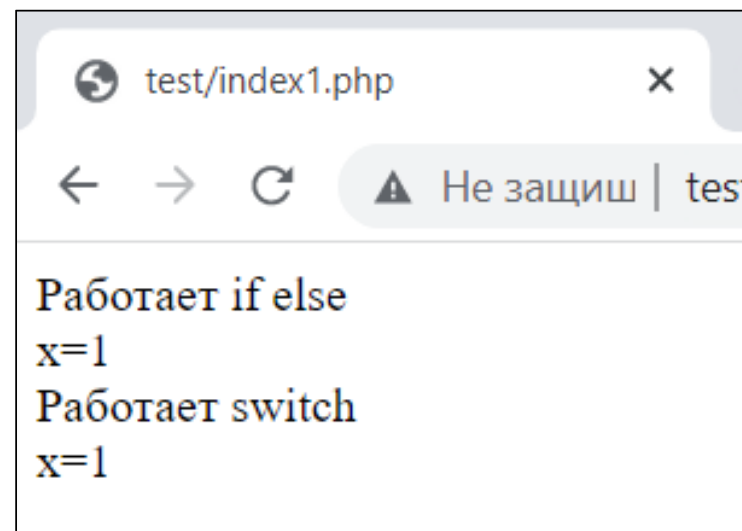 test/index1.php
Не защищ | tes
Работает if else
x=1
Работает switch
x=1